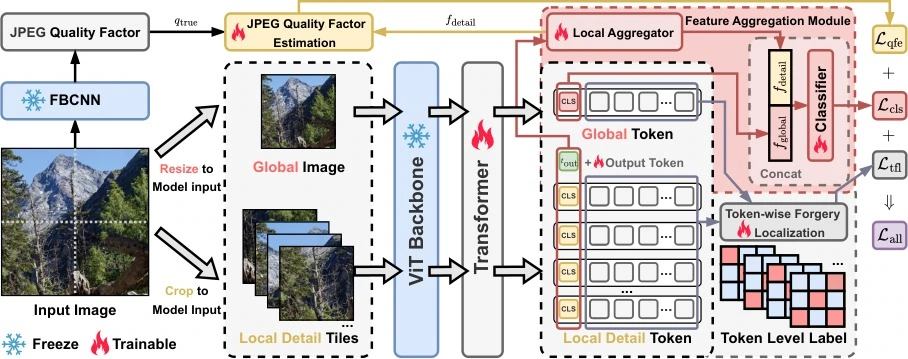 JPEG Quality Factor
q_true
JPEG Quality Factor
Estimation
f_detail
Feature Aggregation Module
Local Aggregator
L_qfe
FBCNN
+
f_detail
f_global
Classifier
Concat
L_cls
+
L_tfl
⇓
L_all
Resize to
Model input
Global Image
Crop to
Model Input
Local Detail Tiles
...
ViT Backbone
Transformer
CLS
...
Global Token
t_out + Output Token
CLS
...
CLS
...
CLS
...
...
CLS
...
Local Detail Token
Token-wise Forgery
Localization
...
Token Level Label
Input Image
Freeze
Trainable